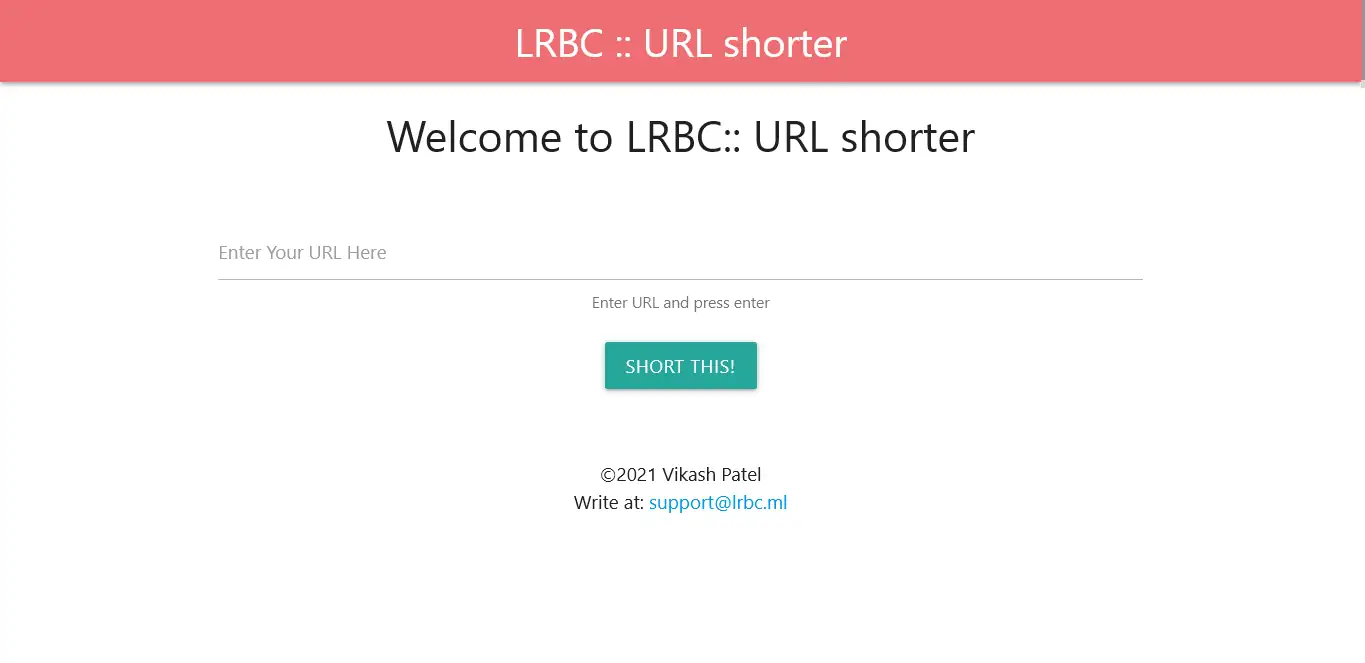 LRBC :: URL shorter
Welcome to LRBC:: URL shorter
Enter Your URL Here
Enter URL and press enter
SHORT THIS!
©2021 Vikash Patel
Write at: support@lrbc.ml